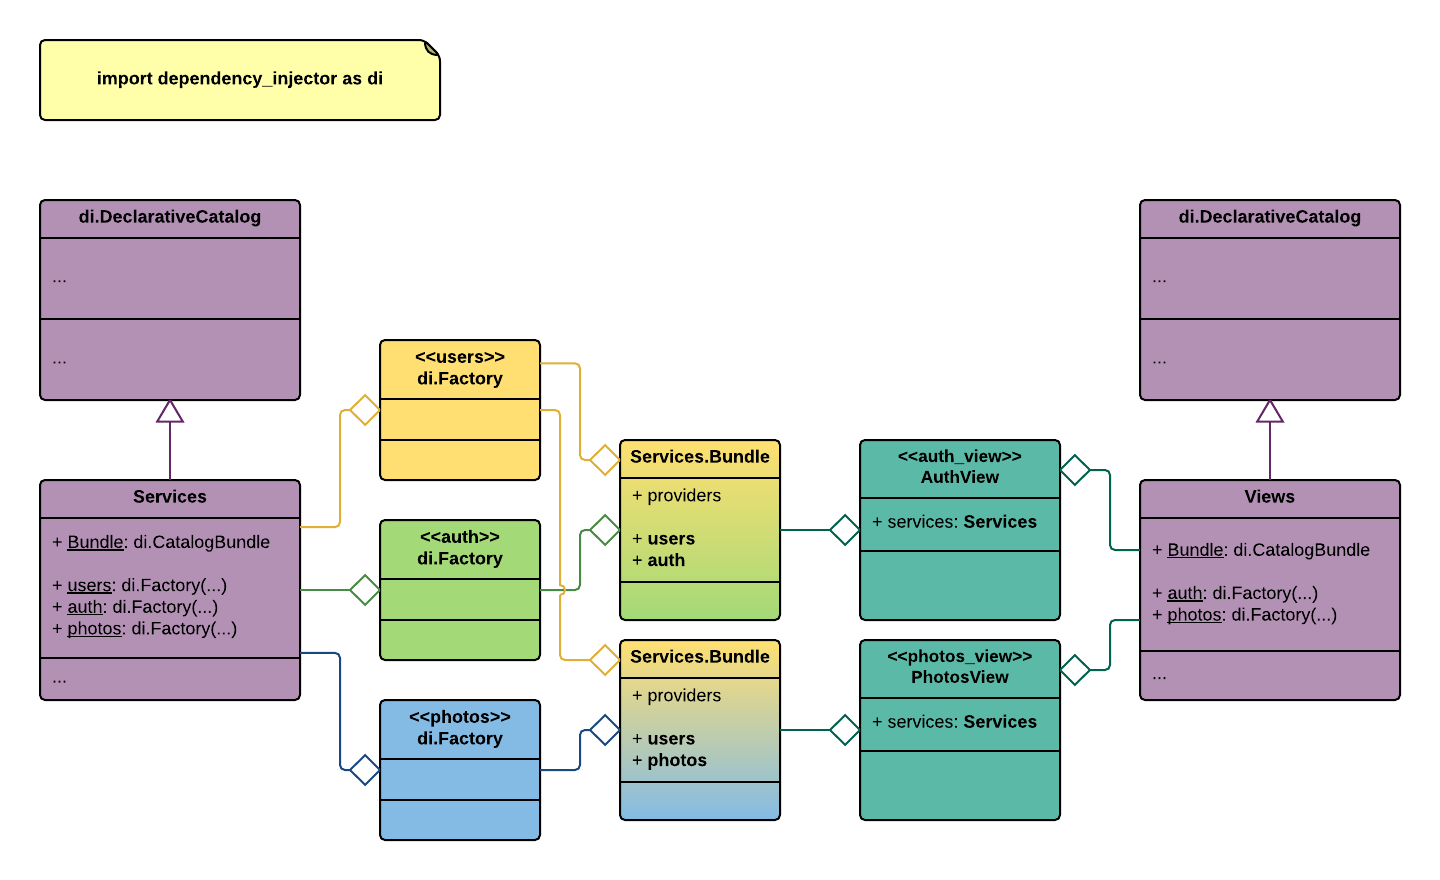 import dependency_injector as di
di.DeclarativeCatalog
...
...
Services
+ Bundle: di.CatalogBundle
+ users: di.Factory(...)
+ auth: di.Factory(...)
+ photos: di.Factory(...)
...
<<users>>
di.Factory
<<auth>>
di.Factory
<<photos>>
di.Factory
Services.Bundle
+ providers
+ users
+ auth
Services.Bundle
+ providers
+ users
+ photos
<<auth_view>>
AuthView
+ services: Services
<<photos_view>>
PhotosView
+ services: Services
di.DeclarativeCatalog
...
...
Views
+ Bundle: di.CatalogBundle
+ auth: di.Factory(...)
+ photos: di.Factory(...)
...